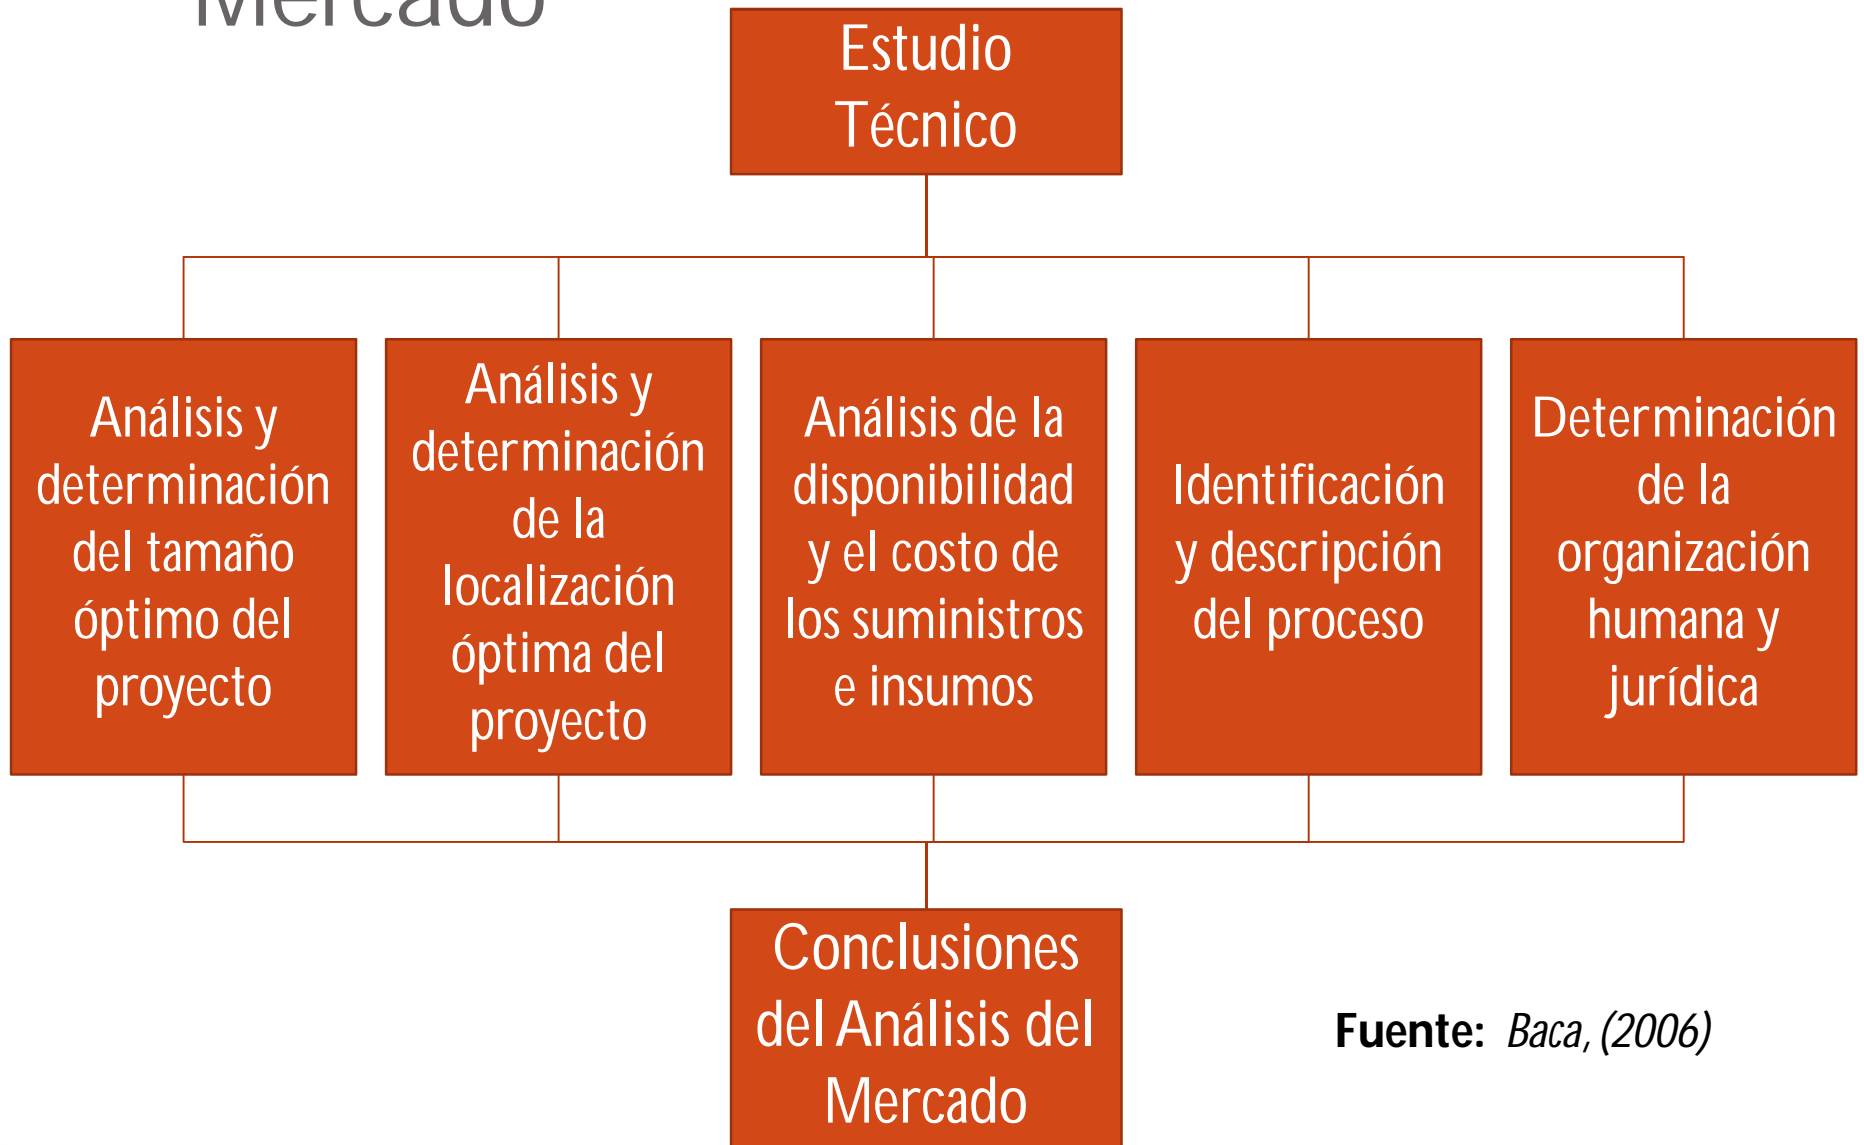 Mercado
Estudio
Técnico
Análisis y
determinación
del tamaño
óptimo del
proyecto
Análisis y
determinación
de la
localización
óptima del
proyecto
Análisis de la
disponibilidad
y el costo de
los suministros
e insumos
Identificación
y descripción
del proceso
Determinación
de la
organización
humana y
jurídica
Conclusiones
del Análisis del
Mercado
Fuente: Baca, (2006)